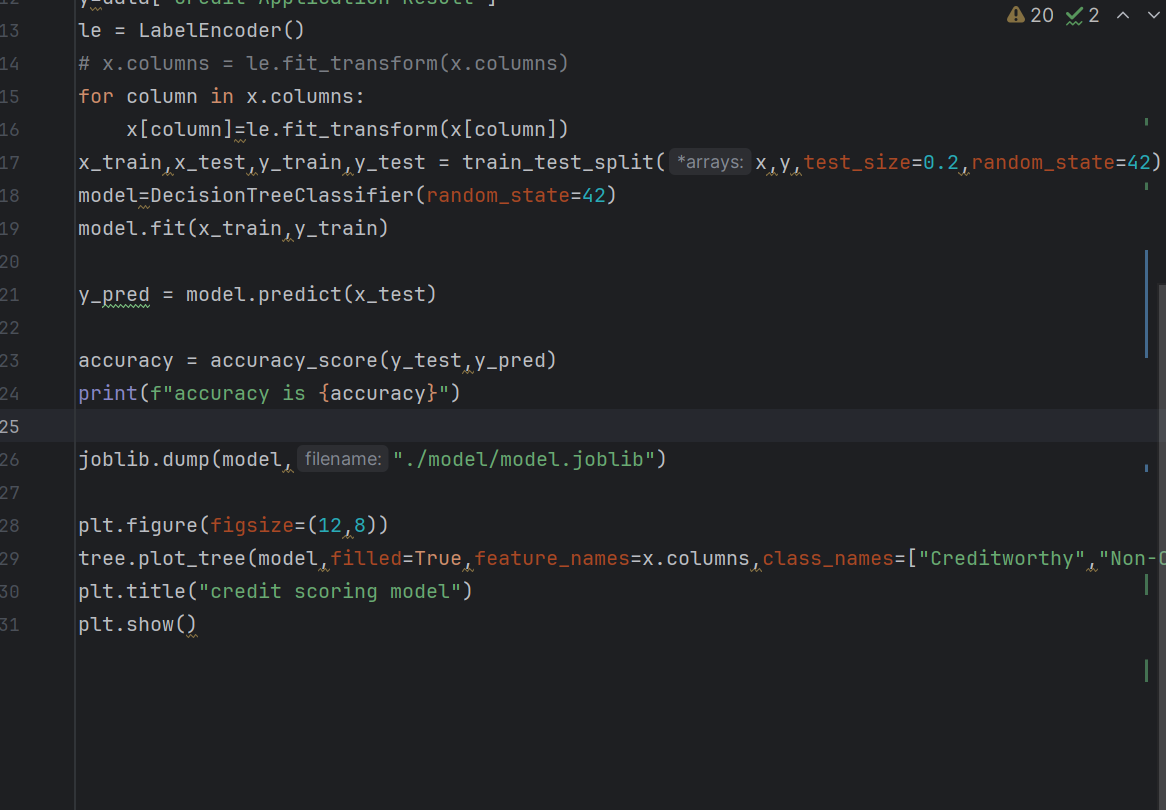 20 2
12 y=data["Credit Application Result"]
13 le = LabelEncoder()
14 # x.columns = le.fit_transform(x.columns)
15 for column in x.columns:
16 x[column]=le.fit_transform(x[column])
17 x_train,x_test,y_train,y_test = train_test_split( *arrays: x,y,test_size=0.2,random_state=42)
18 model=DecisionTreeClassifier(random_state=42)
19 model.fit(x_train,y_train)
20
21 y_pred = model.predict(x_test)
22
23 accuracy = accuracy_score(y_test,y_pred)
24 print(f"accuracy is {accuracy}")
25
26 joblib.dump(model, filename: "./model/model.joblib")
27
28 plt.figure(figsize=(12,8))
29 tree.plot_tree(model,filled=True,feature_names=x.columns,class_names=["Creditworthy","Non-C
30 plt.title("credit scoring model")
31 plt.show()